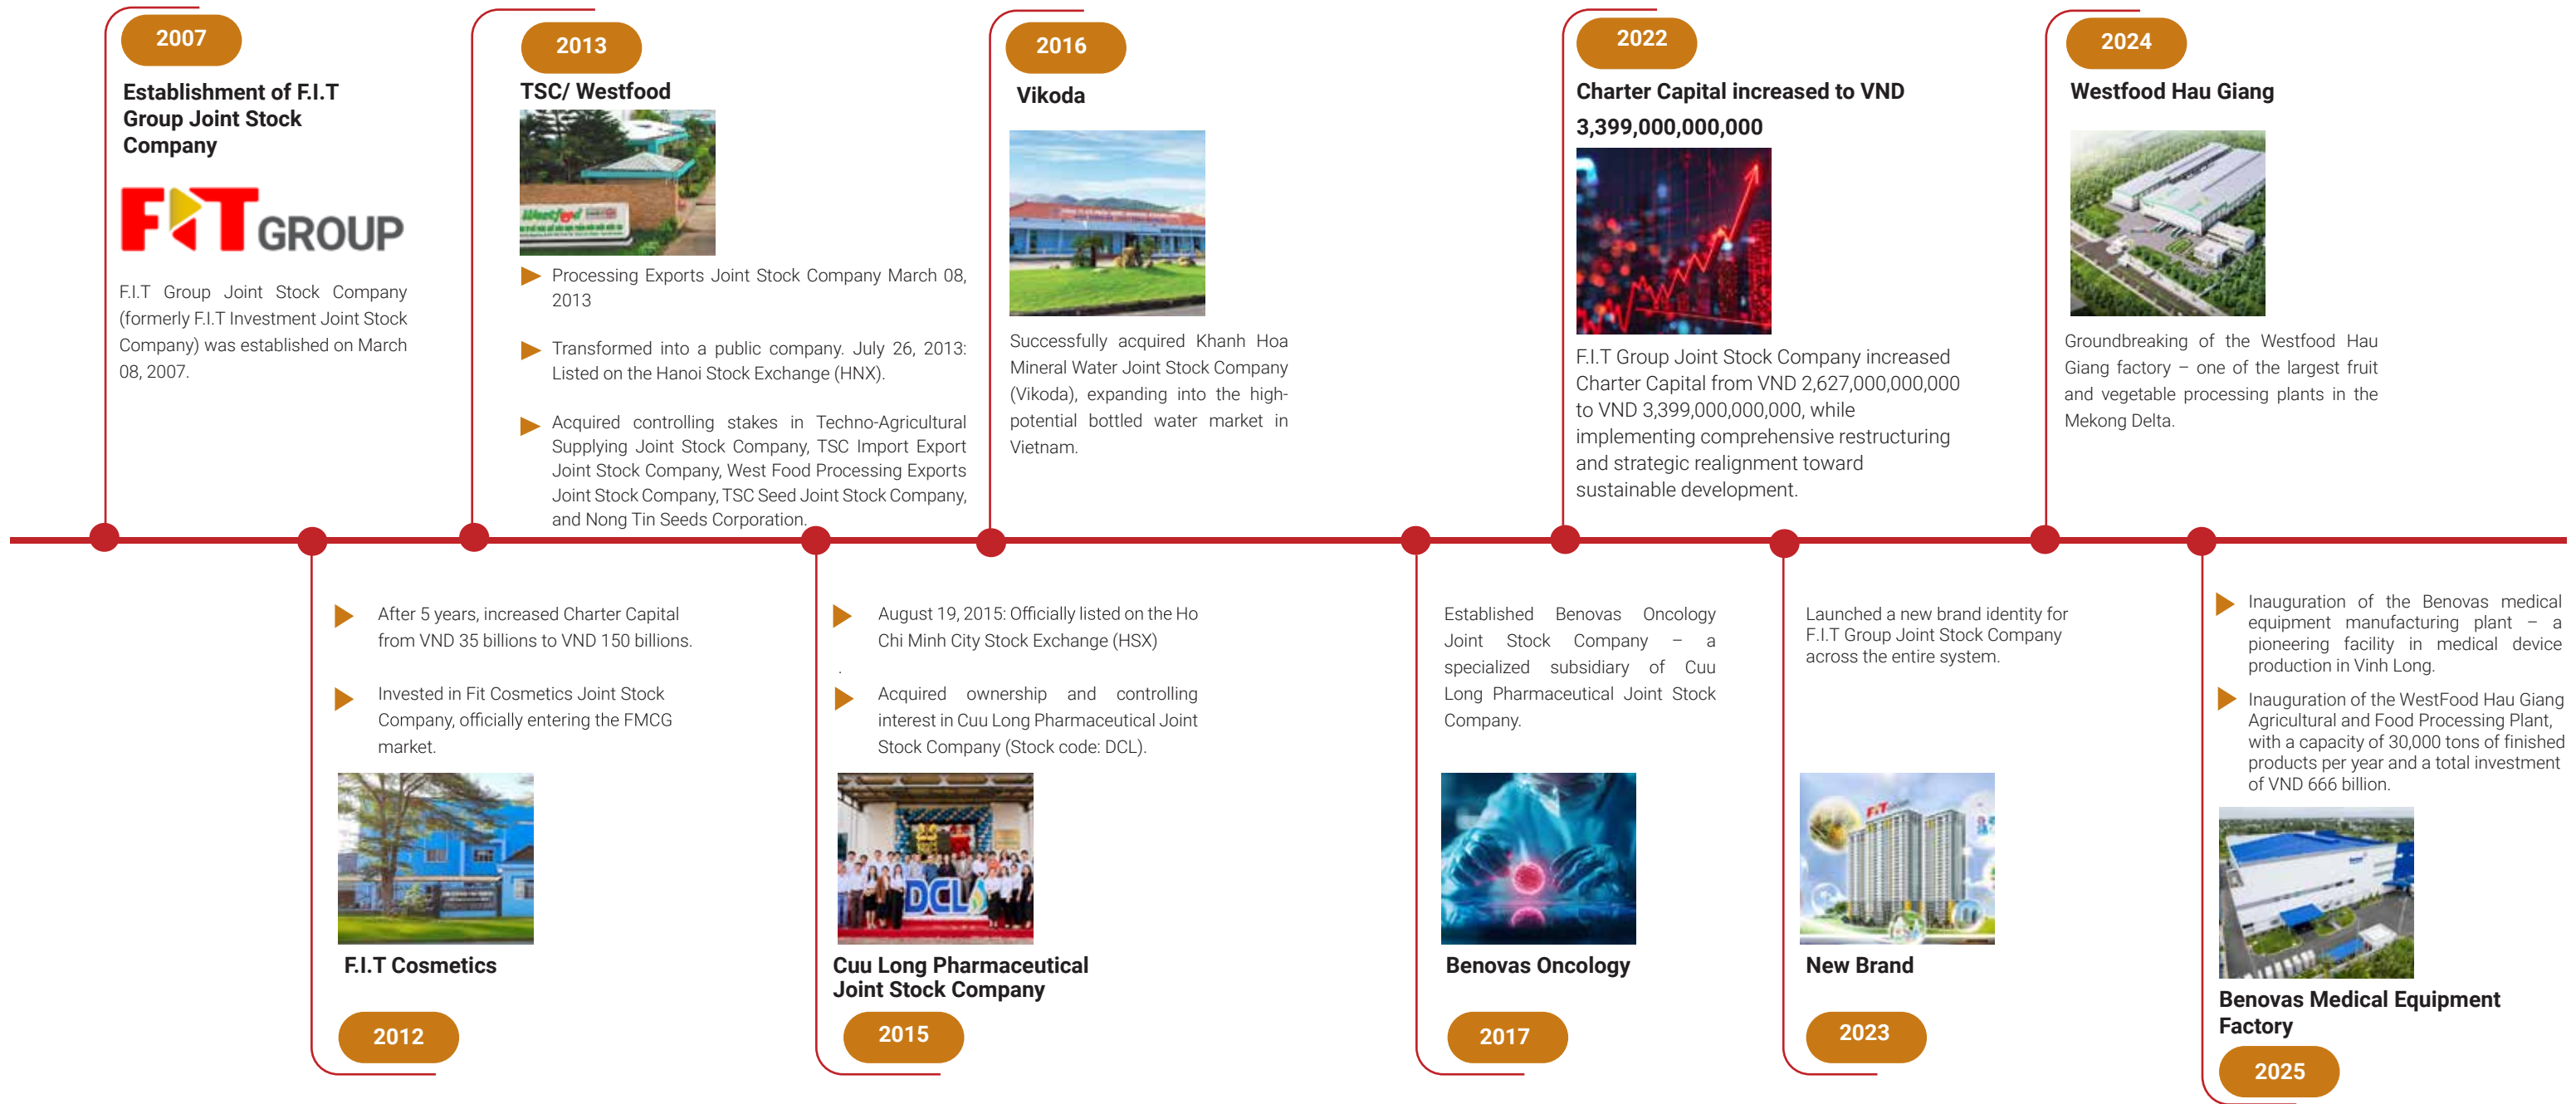 2007
Establishment of F.I.T
Group Joint Stock
Company
FIT GROUP
F.I.T Group Joint Stock Company
(formerly F.I.T Investment Joint Stock
Company) was established on March
08, 2007.
2013
TSC/ Westfood
Westfood
Processing Exports Joint Stock Company March 08,
2013
Transformed into a public company. July 26, 2013:
Listed on the Hanoi Stock Exchange (HNX).
Acquired controlling stakes in Techno-Agricultural
Supplying Joint Stock Company, TSC Import Export
Joint Stock Company, West Food Processing Exports
Joint Stock Company, TSC Seed Joint Stock Company,
and Nong Tin Seeds Corporation.
2016
Vikoda
Successfully acquired Khanh Hoa
Mineral Water Joint Stock Company
(Vikoda), expanding into the high-
potential bottled water market in
Vietnam.
2022
Charter Capital increased to VND
3,399,000,000,000
F.I.T Group Joint Stock Company increased
Charter Capital from VND 2,627,000,000,000
to VND 3,399,000,000,000, while
implementing comprehensive restructuring
and strategic realignment toward
sustainable development.
2024
Westfood Hau Giang
Groundbreaking of the Westfood Hau
Giang factory – one of the largest fruit
and vegetable processing plants in the
Mekong Delta.
After 5 years, increased Charter Capital
from VND 35 billions to VND 150 billions.
Invested in Fit Cosmetics Joint Stock
Company, officially entering the FMCG
market.
F.I.T Cosmetics
2012
August 19, 2015: Officially listed on the Ho
Chi Minh City Stock Exchange (HSX)
.
Acquired ownership and controlling
interest in Cuu Long Pharmaceutical Joint
Stock Company (Stock code: DCL).
DCL
Cuu Long Pharmaceutical
Joint Stock Company
2015
Established Benovas Oncology
Joint Stock Company – a
specialized subsidiary of Cuu
Long Pharmaceutical Joint Stock
Company.
Benovas Oncology
2017
Launched a new brand identity for
F.I.T Group Joint Stock Company
across the entire system.
FIT
New Brand
2023
Inauguration of the Benovas medical
equipment manufacturing plant – a
pioneering facility in medical device
production in Vinh Long.
Inauguration of the WestFood Hau Giang
Agricultural and Food Processing Plant,
with a capacity of 30,000 tons of finished
products per year and a total investment
of VND 666 billion.
Benovas Medical Equipment
Factory
2025